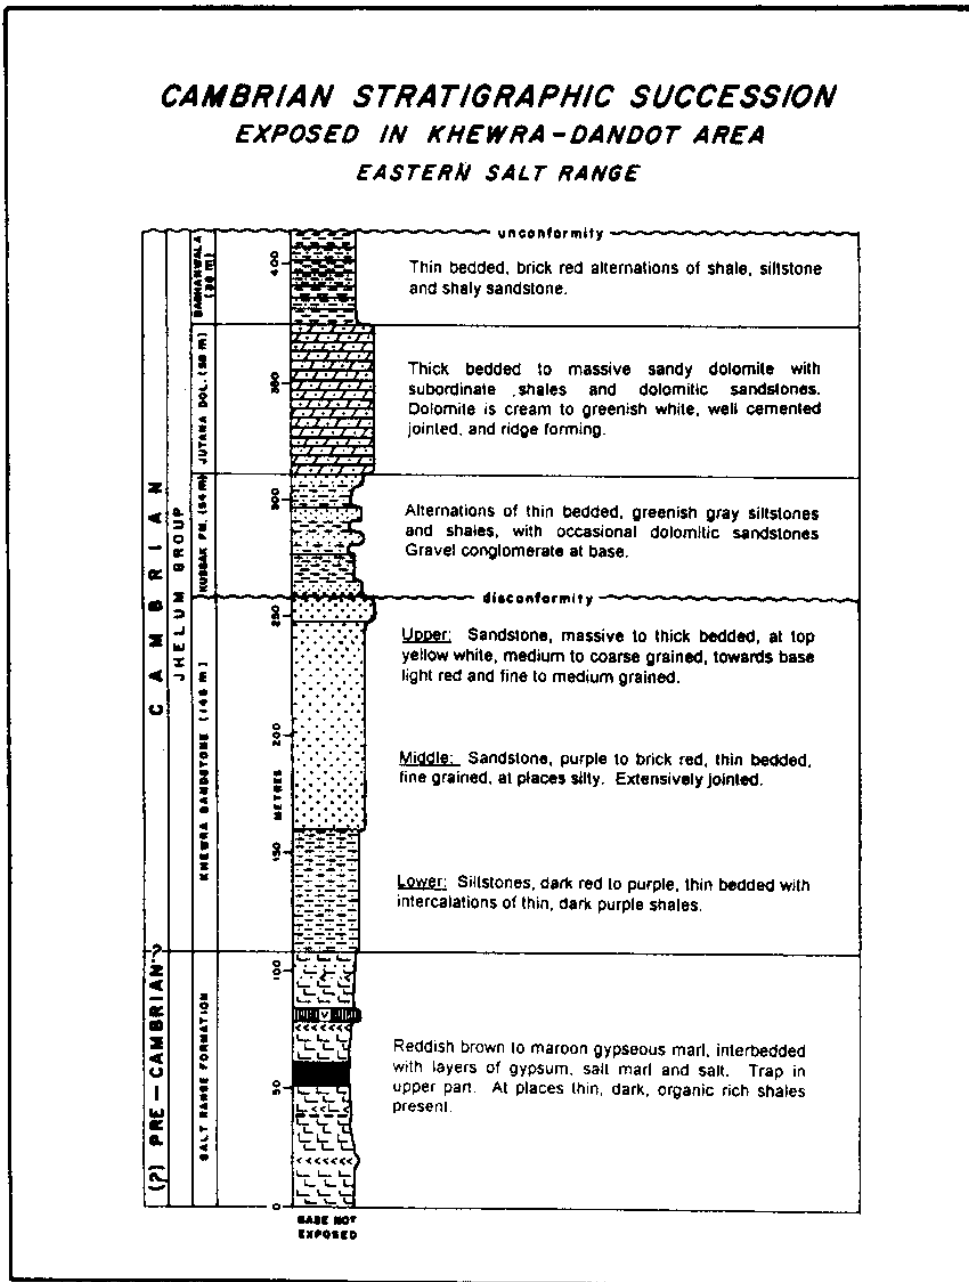 CAMBRIAN STRATIGRAPHIC SUCCESSION
EXPOSED IN KHEWRA-DANDOT AREA
EASTERN SALT RANGE
unconformity
Thin bedded, brick red alternations of shale, siltstone
and shaly sandstone.
Thick bedded to massive sandy dolomite with
subordinate shales and dolomitic sandstones.
Dolomite is cream to greenish white, well cemented
jointed, and ridge forming.
Alternations of thin bedded, greenish gray siltstones
and shales, with occasional dolomitic sandstones
Gravel conglomerate at base.
disconformity
Upper: Sandstone, massive to thick bedded, at top
yellow white, medium to coarse grained, towards base
light red and fine to medium grained.
Middle: Sandstone, purple to brick red, thin bedded,
fine grained, at places silty. Extensively jointed.
Lower: Siltstones, dark red to purple, thin bedded with
intercalations of thin, dark purple shales.
Reddish brown to maroon gypseous marl, interbedded
with layers of gypsum, salt marl and salt. Trap in
upper part. At places thin, dark, organic rich shales
present.
CAMBRIAN
(?) PRE-CAMBRIAN?
JHELUM GROUP
JUTANA DOL.
KUSSAK FM. (54 m)
KHEWRA SANDSTONE
SALT RANGE FORMATION
METRES
400
300
250
200
150
100
50
0
BASE NOT
EXPOSED